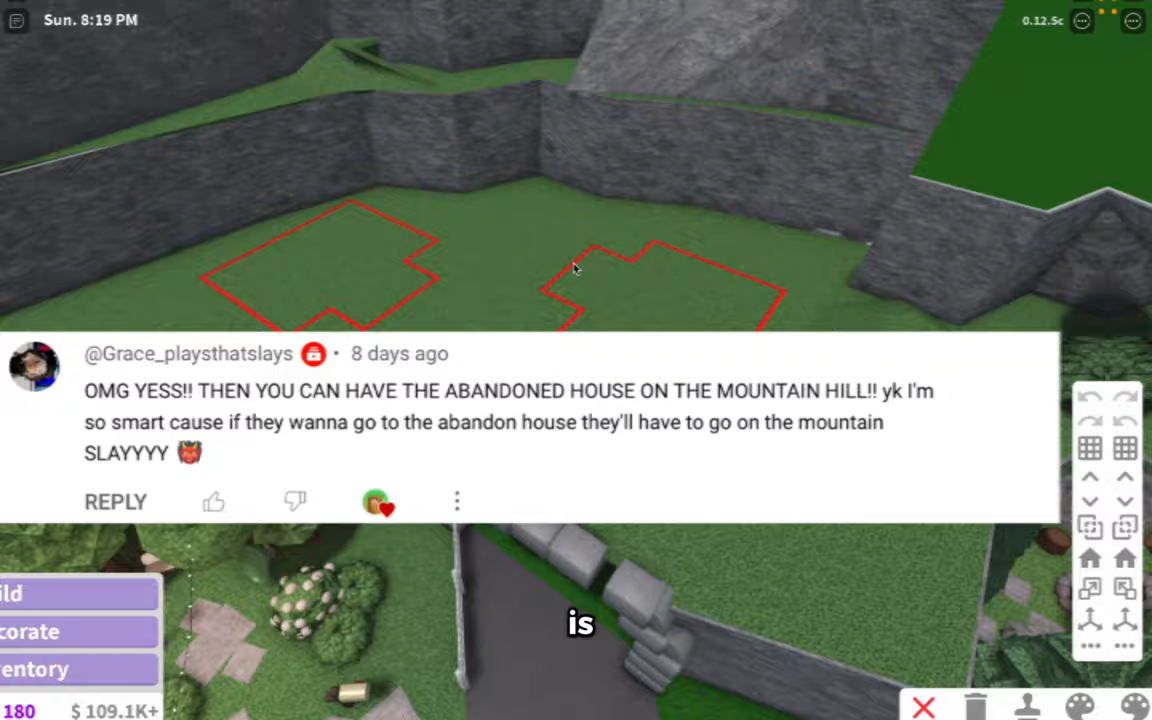 Sun. 8:19 PM
0.12.5c
@Grace_playsthatslays • 8 days ago
OMG YESS!! THEN YOU CAN HAVE THE ABANDONED HOUSE ON THE MOUNTAIN HILL!! yk I'm
so smart cause if they wanna go to the abandon house they'll have to go on the mountain
SLAYYYY 👹
REPLY
ild
is
corate
entory
180
$ 109.1K+